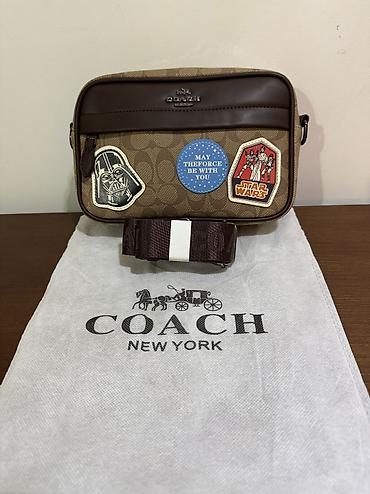 COACH
MAY
THEFORCE
BE WITH
YOU
STAR
WARS
COACH
NEW YORK